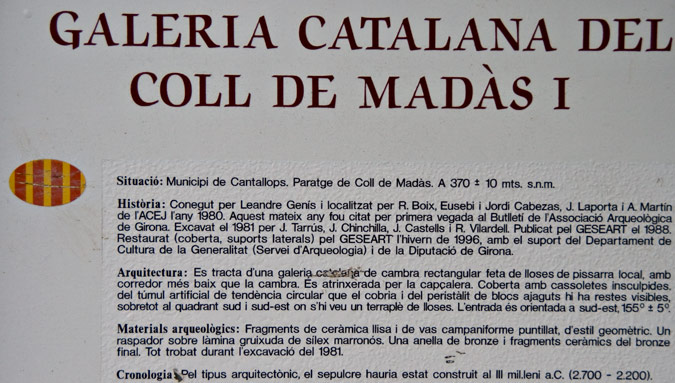 GALERIA CATALANA DEL
COLL DE MADÀS I
Situació: Municipi de Cantallops. Paratge de Coll de Madàs. A 370 ± 10 mts. s.n.m.
Història: Conegut per Leandre Genís i localitzat per R. Boix, Eusebi i Jordi Cabezas, J. Laporta i A. Martín
de l'ACEJ l'any 1980. Aquest mateix any fou citat per primera vegada al Butlletí de l'Associació Arqueològica
de Girona. Excavat el 1981 per J. Tarrús, J. Chinchilla, J. Castells i R. Vilardell. Publicat pel GESEART el 1988.
Restaurat (coberta, suports laterals) pel GESEART l'hivern de 1996, amb el suport del Departament de
Cultura de la Generalitat (Servei d'Arqueologia) i de la Diputació de Girona.
Arquitectura: Es tracta d'una galeria catalana de cambra rectangular feta de lloses de pissarra local, amb
corredor més baix que la cambra. És atrinxerada per la capçalera. Coberta amb cassoletes insculpides.
del túmul artificial de tendència circular que el cobria i del peristàlit de blocs ajaguts hi ha restes visibles,
sobretot al quadrant sud i sud-est on s'hi veu un terraplè de lloses. L'entrada és orientada a sud-est, 155° ± 5°.
Materials arqueològics: Fragments de ceràmica llisa i de vas campaniforme puntillat, d'estil geomètric. Un
raspador sobre làmina gruixuda de sílex marronós. Una anella de bronze i fragments ceràmics del bronze
final. Tot trobat durant l'excavació del 1981.
Cronologia: Pel tipus arquitectònic, el sepulcre hauria estat construit al III mil.leni a.C. (2.700 - 2.200).